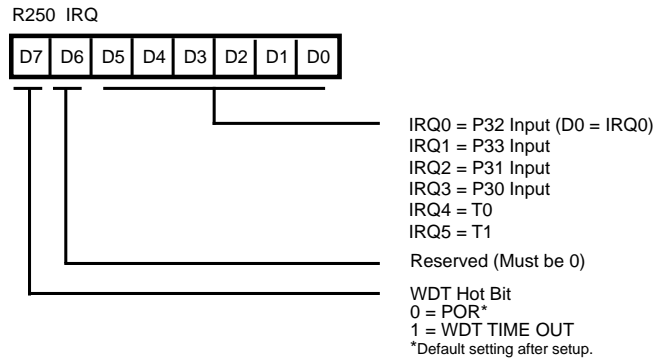 R250 IRQ
D7 D6 D5 D4 D3 D2 D1 D0
IRQ0 = P32 Input (D0 = IRQ0)
IRQ1 = P33 Input
IRQ2 = P31 Input
IRQ3 = P30 Input
IRQ4 = T0
IRQ5 = T1
Reserved (Must be 0)
WDT Hot Bit
0 = POR*
1 = WDT TIME OUT
*Default setting after setup.